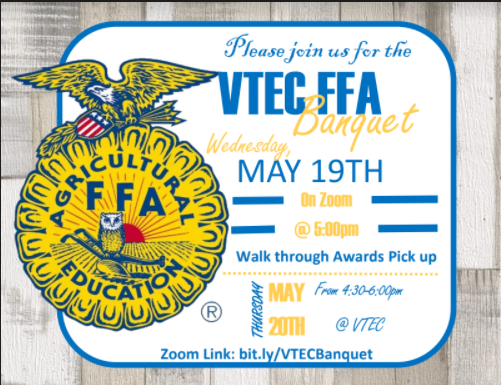 Please join us for the
VTEC FFA
Banquet
Wednesday,
MAY 19TH
On Zoom
@ 5:00pm
Walk through Awards Pick up
THURSDAY
MAY
20TH
From 4:30-6:00pm
@ VTEC
Zoom Link: bit.ly/VTECBanquet
AGRICULTURAL
FFA
EDUCATION
®